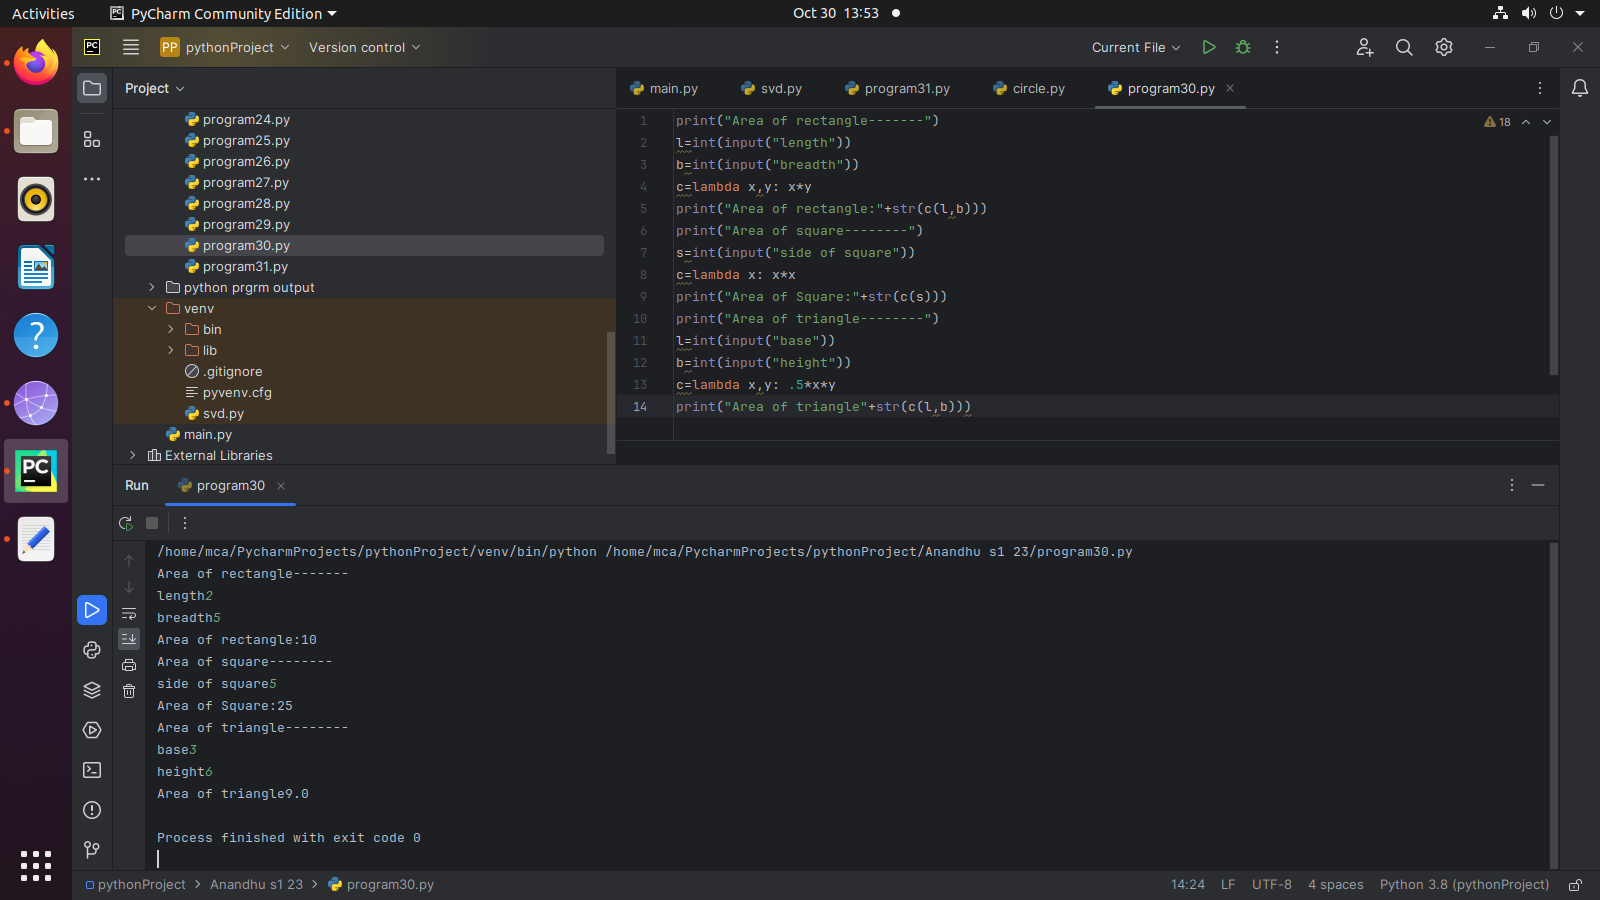 Activities PyCharm Community Edition Oct 30 13:53
PC PP pythonProject Version control Current File
Project main.py svd.py program31.py circle.py program30.py
program24.py
program25.py
program26.py
program27.py
program28.py
program29.py
program30.py
program31.py
python prgrm output
venv
bin
lib
.gitignore
pyvenv.cfg
svd.py
main.py
External Libraries
18
1 print("Area of rectangle-------")
2 l=int(input("length"))
3 b=int(input("breadth"))
4 c=lambda x,y: x*y
5 print("Area of rectangle:"+str(c(l,b)))
6 print("Area of square--------")
7 s=int(input("side of square"))
8 c=lambda x: x*x
9 print("Area of Square:"+str(c(s)))
10 print("Area of triangle--------")
11 l=int(input("base"))
12 b=int(input("height"))
13 c=lambda x,y: .5*x*y
14 print("Area of triangle"+str(c(l,b)))
PC
Run program30
/home/mca/PycharmProjects/pythonProject/venv/bin/python /home/mca/PycharmProjects/pythonProject/Anandhu s1 23/program30.py
Area of rectangle-------
length2
breadth5
Area of rectangle:10
Area of square--------
side of square5
Area of Square:25
Area of triangle--------
base3
height6
Area of triangle9.0
Process finished with exit code 0
pythonProject > Anandhu s1 23 > program30.py 14:24 LF UTF-8 4 spaces Python 3.8 (pythonProject)